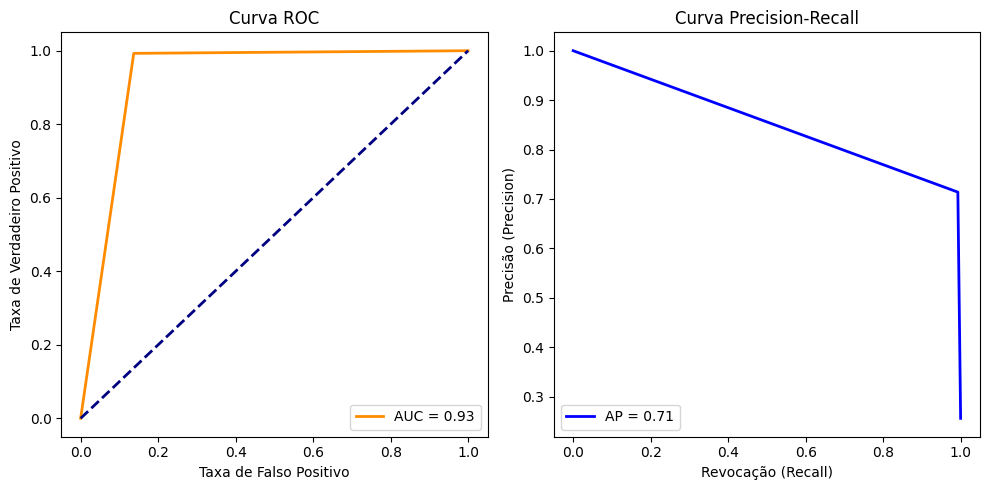 Curva ROC
Taxa de Verdadeiro Positivo
1.0
0.8
0.6
0.4
0.2
0.0
0.0 0.2 0.4 0.6 0.8 1.0
Taxa de Falso Positivo
AUC = 0.93
Curva Precision-Recall
Precisão (Precision)
1.0
0.9
0.8
0.7
0.6
0.5
0.4
0.3
0.0 0.2 0.4 0.6 0.8 1.0
Revocação (Recall)
AP = 0.71